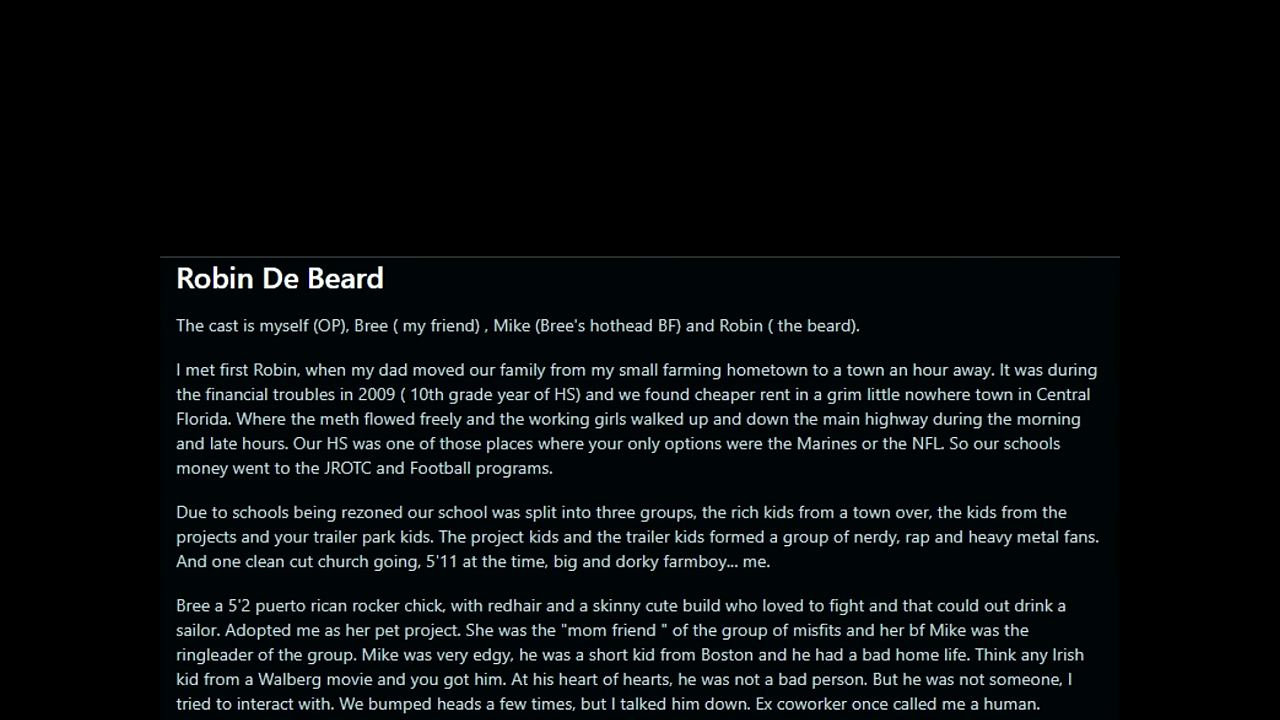 Robin De Beard
The cast is myself (OP), Bree ( my friend) , Mike (Bree's hothead BF) and Robin ( the beard).
I met first Robin, when my dad moved our family from my small farming hometown to a town an hour away. It was during
the financial troubles in 2009 ( 10th grade year of HS) and we found cheaper rent in a grim little nowhere town in Central
Florida. Where the meth flowed freely and the working girls walked up and down the main highway during the morning
and late hours. Our HS was one of those places where your only options were the Marines or the NFL. So our schools
money went to the JROTC and Football programs.
Due to schools being rezoned our school was split into three groups, the rich kids from a town over, the kids from the
projects and your trailer park kids. The project kids and the trailer kids formed a group of nerdy, rap and heavy metal fans.
And one clean cut church going, 5'11 at the time, big and dorky farmboy... me.
Bree a 5'2 puerto rican rocker chick, with redhair and a skinny cute build who loved to fight and that could out drink a
sailor. Adopted me as her pet project. She was the "mom friend " of the group of misfits and her bf Mike was the
ringleader of the group. Mike was very edgy, he was a short kid from Boston and he had a bad home life. Think any Irish
kid from a Walberg movie and you got him. At his heart of hearts, he was not a bad person. But he was not someone, I
tried to interact with. We bumped heads a few times, but I talked him down. Ex coworker once called me a human.